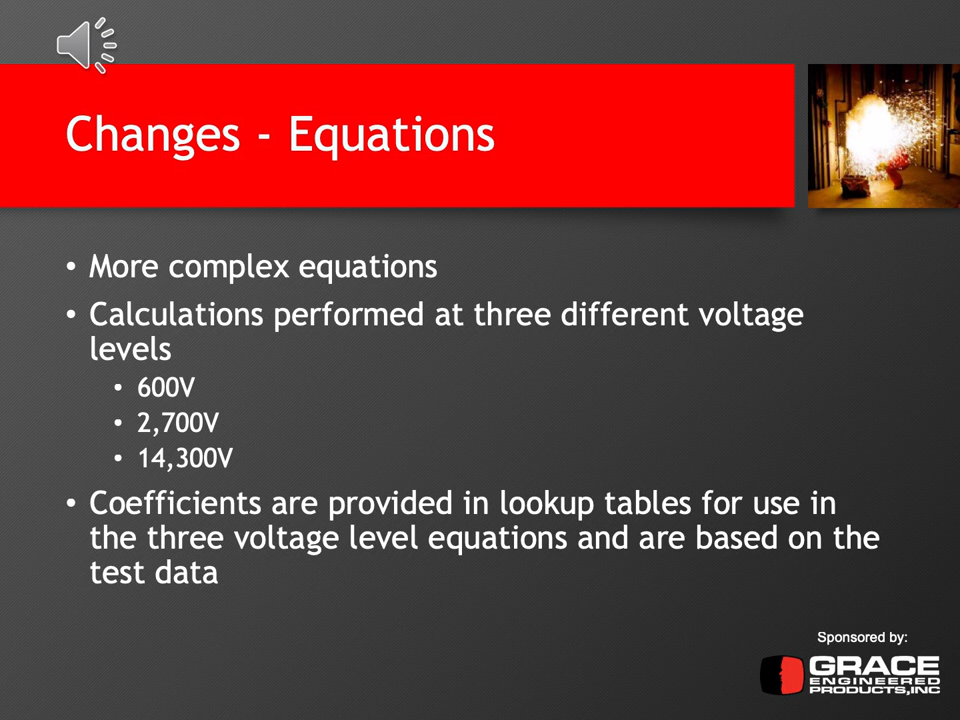 Changes - Equations
• More complex equations
• Calculations performed at three different voltage
levels
• 600V
• 2,700V
• 14,300V
• Coefficients are provided in lookup tables for use in
the three voltage level equations and are based on the
test data
Sponsored by:
GRACE
ENGINEERED
PRODUCTS,INC